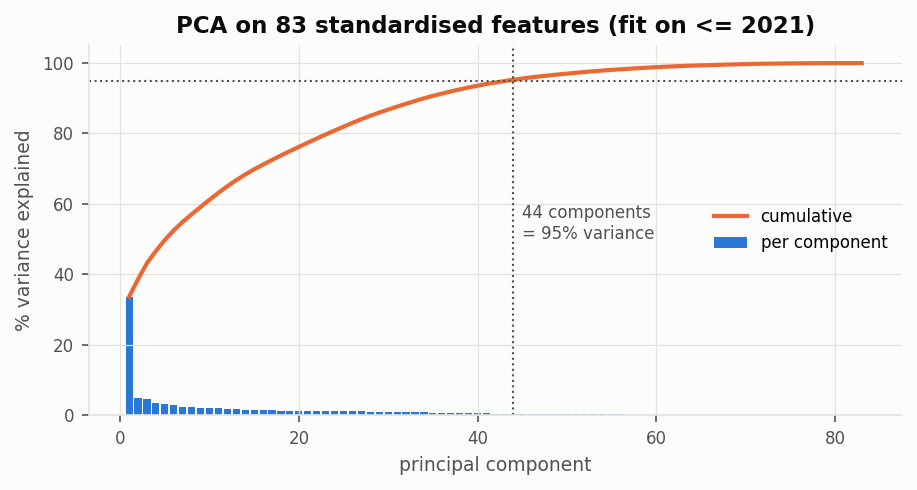 PCA on 83 standardised features (fit on <= 2021)
100
80
60
40
20
0
% variance explained
44 components
= 95% variance
cumulative
per component
0 20 40 60 80
principal component